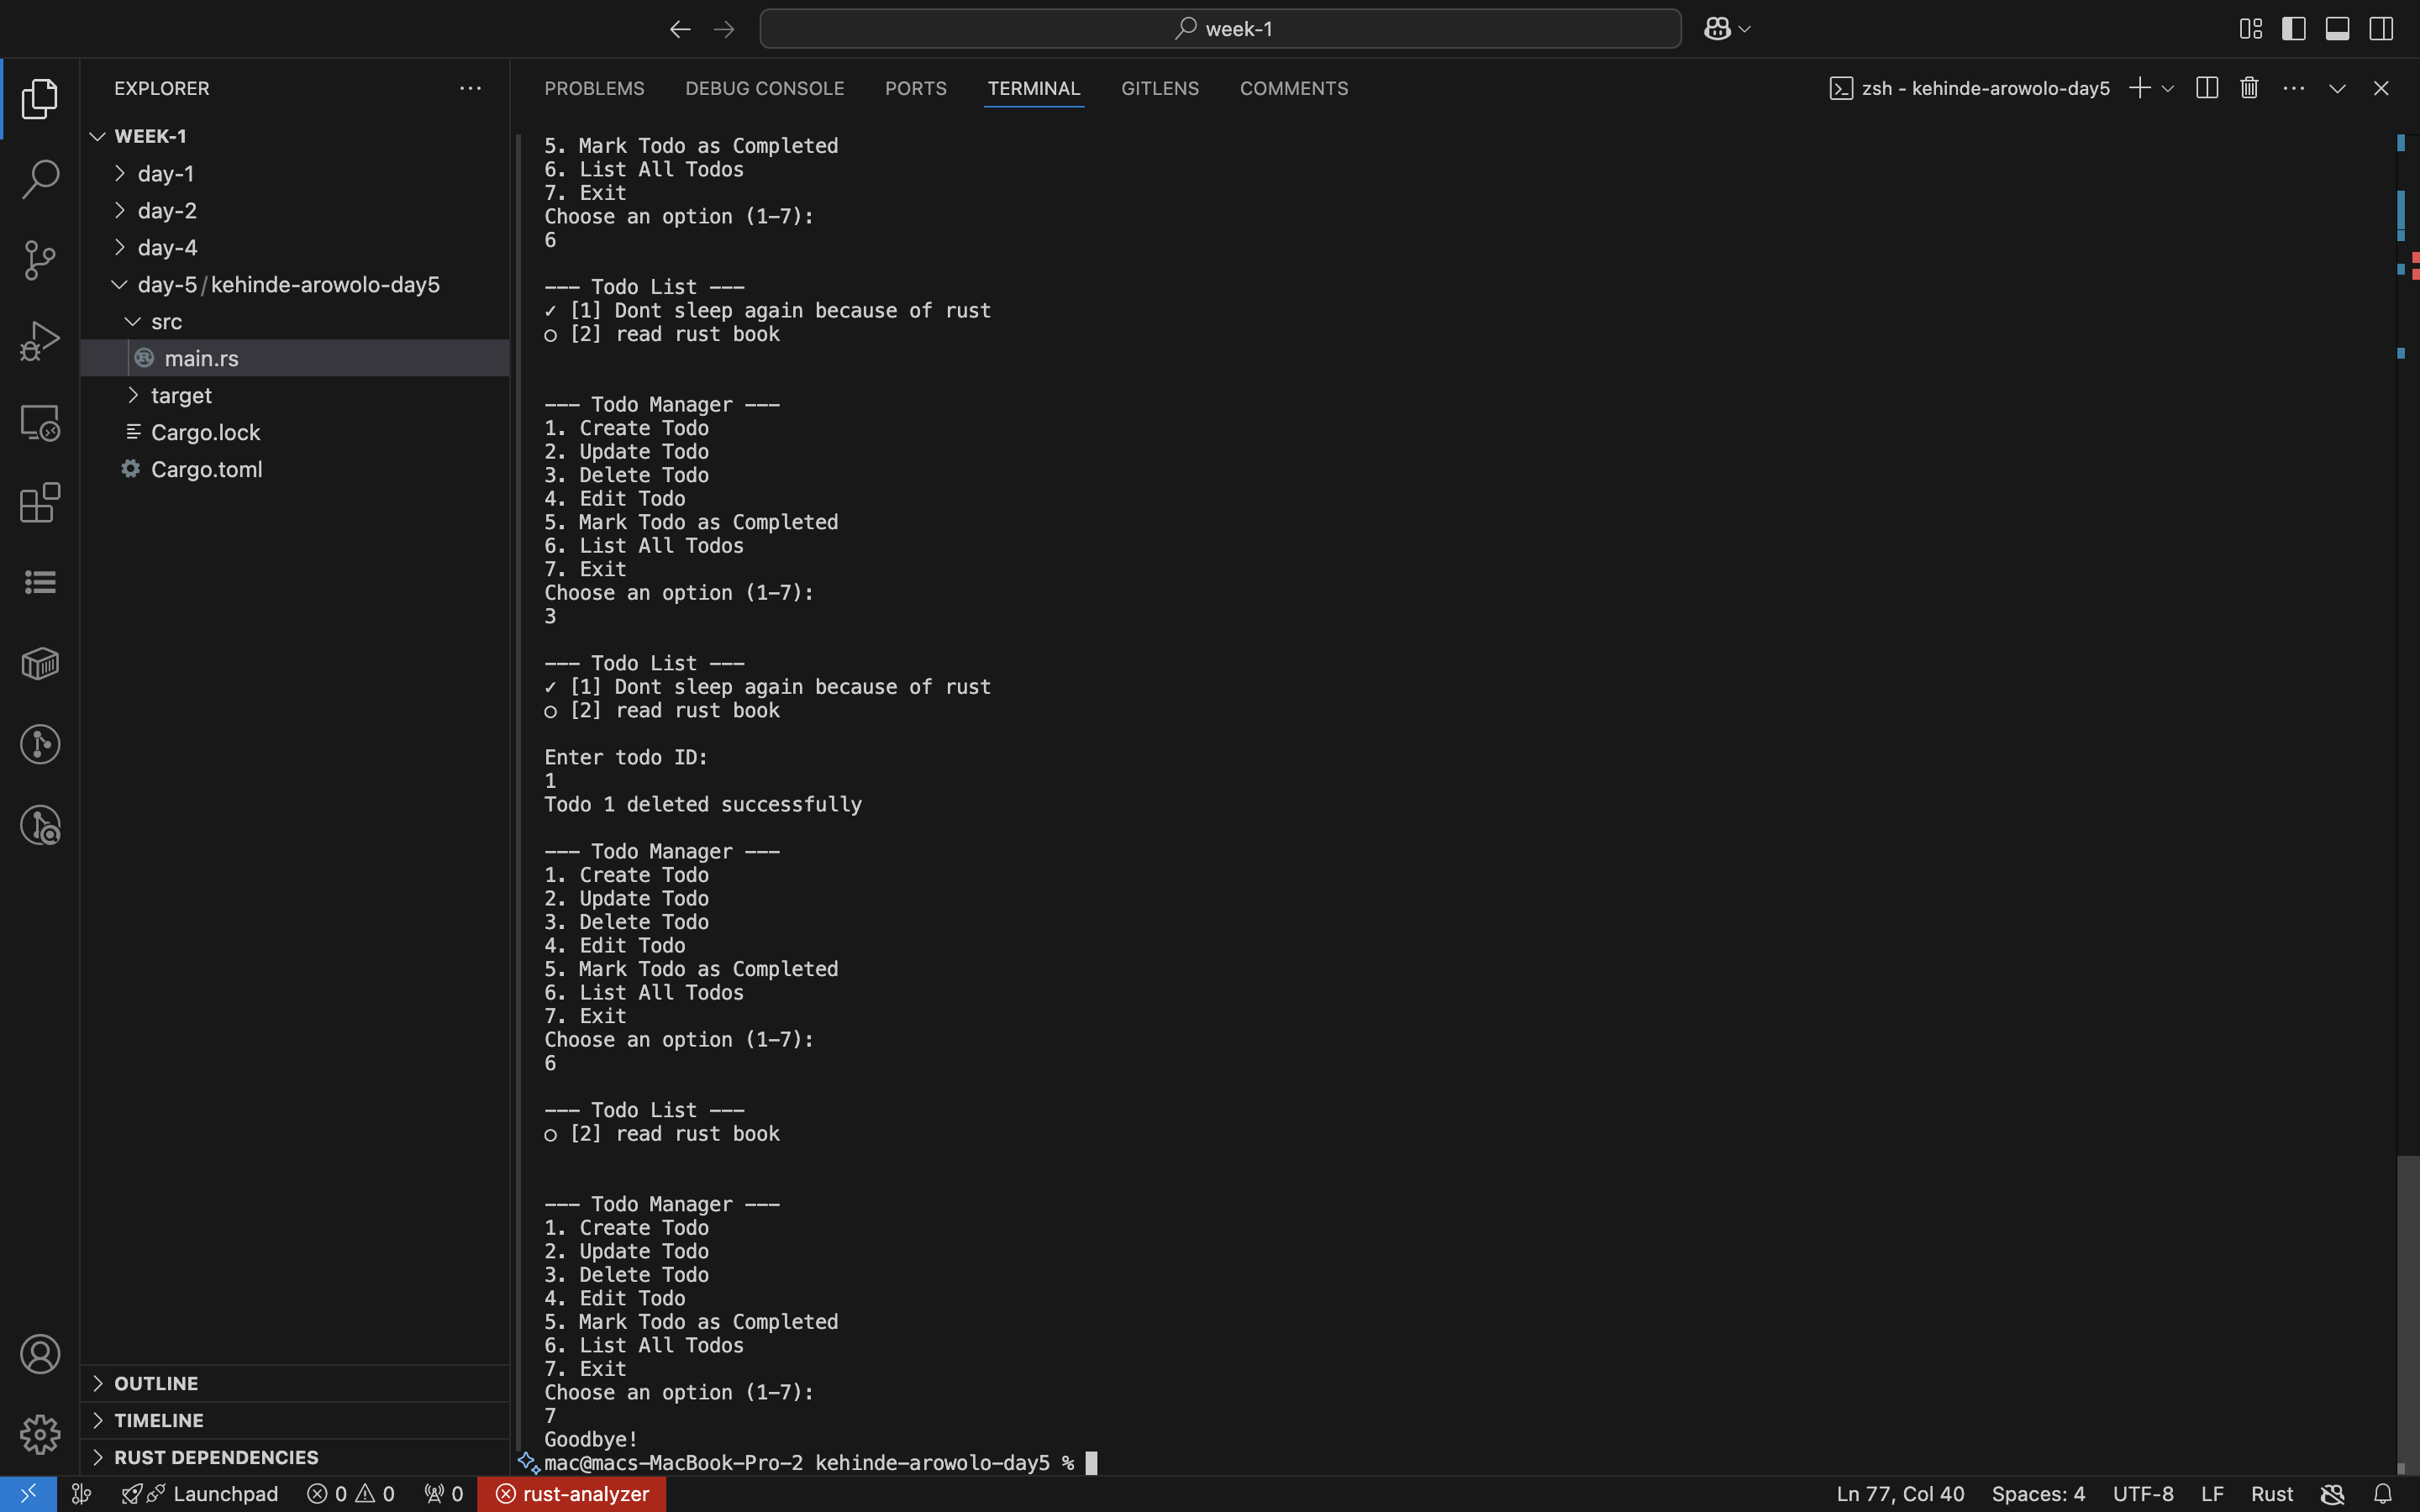 week-1
EXPLORER
WEEK-1
day-1
day-2
day-4
day-5/kehinde-arowolo-day5
src
main.rs
target
Cargo.lock
Cargo.toml
OUTLINE
TIMELINE
RUST DEPENDENCIES
PROBLEMS DEBUG CONSOLE PORTS TERMINAL GITLENS COMMENTS
zsh - kehinde-arowolo-day5
5. Mark Todo as Completed
6. List All Todos
7. Exit
Choose an option (1-7):
6
--- Todo List ---
✓ [1] Dont sleep again because of rust
○ [2] read rust book
--- Todo Manager ---
1. Create Todo
2. Update Todo
3. Delete Todo
4. Edit Todo
5. Mark Todo as Completed
6. List All Todos
7. Exit
Choose an option (1-7):
3
--- Todo List ---
✓ [1] Dont sleep again because of rust
○ [2] read rust book
Enter todo ID:
1
Todo 1 deleted successfully
--- Todo Manager ---
1. Create Todo
2. Update Todo
3. Delete Todo
4. Edit Todo
5. Mark Todo as Completed
6. List All Todos
7. Exit
Choose an option (1-7):
6
--- Todo List ---
○ [2] read rust book
--- Todo Manager ---
1. Create Todo
2. Update Todo
3. Delete Todo
4. Edit Todo
5. Mark Todo as Completed
6. List All Todos
7. Exit
Choose an option (1-7):
7
Goodbye!
mac@macs-MacBook-Pro-2 kehinde-arowolo-day5 %
Launchpad 0 0 0 rust-analyzer Ln 77, Col 40 Spaces: 4 UTF-8 LF Rust